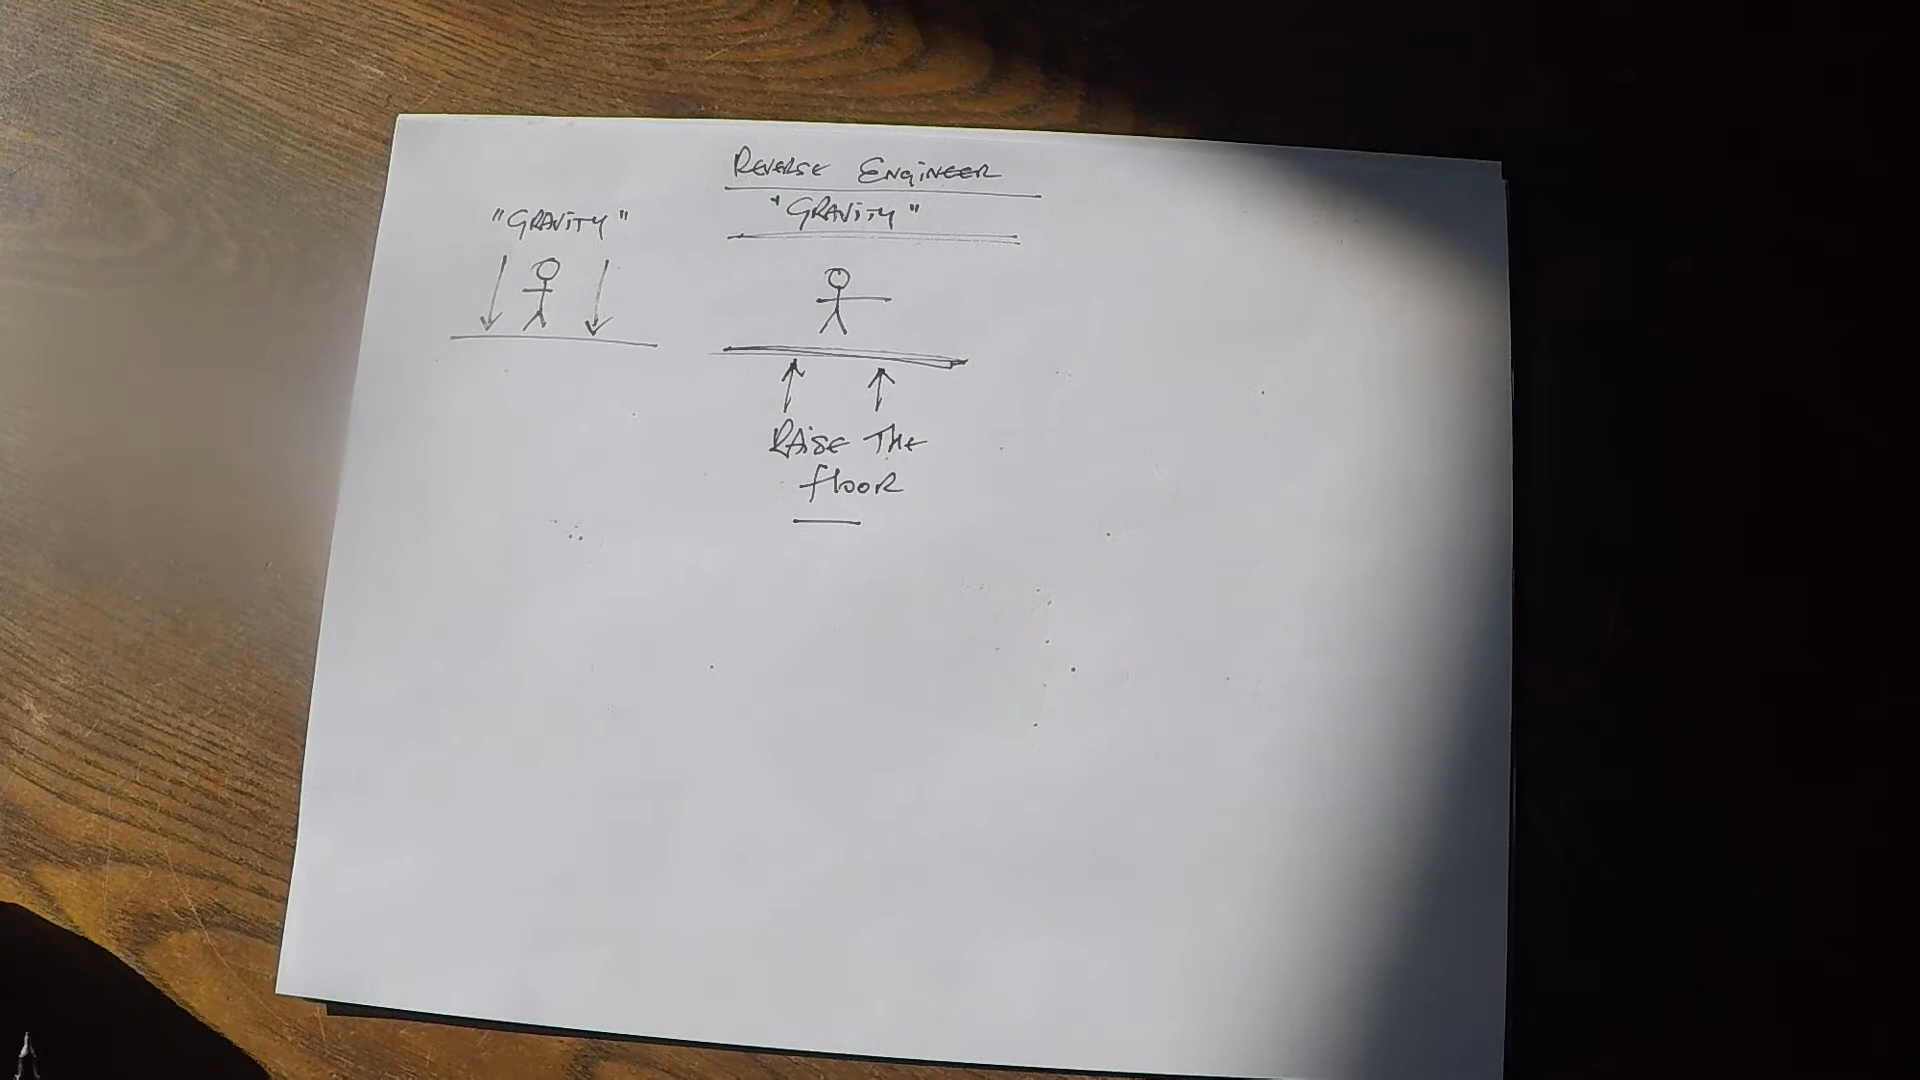 REVERSE ENGINEER
"GRAVITY"
"GRAVITY"
RAISE THE
flooR